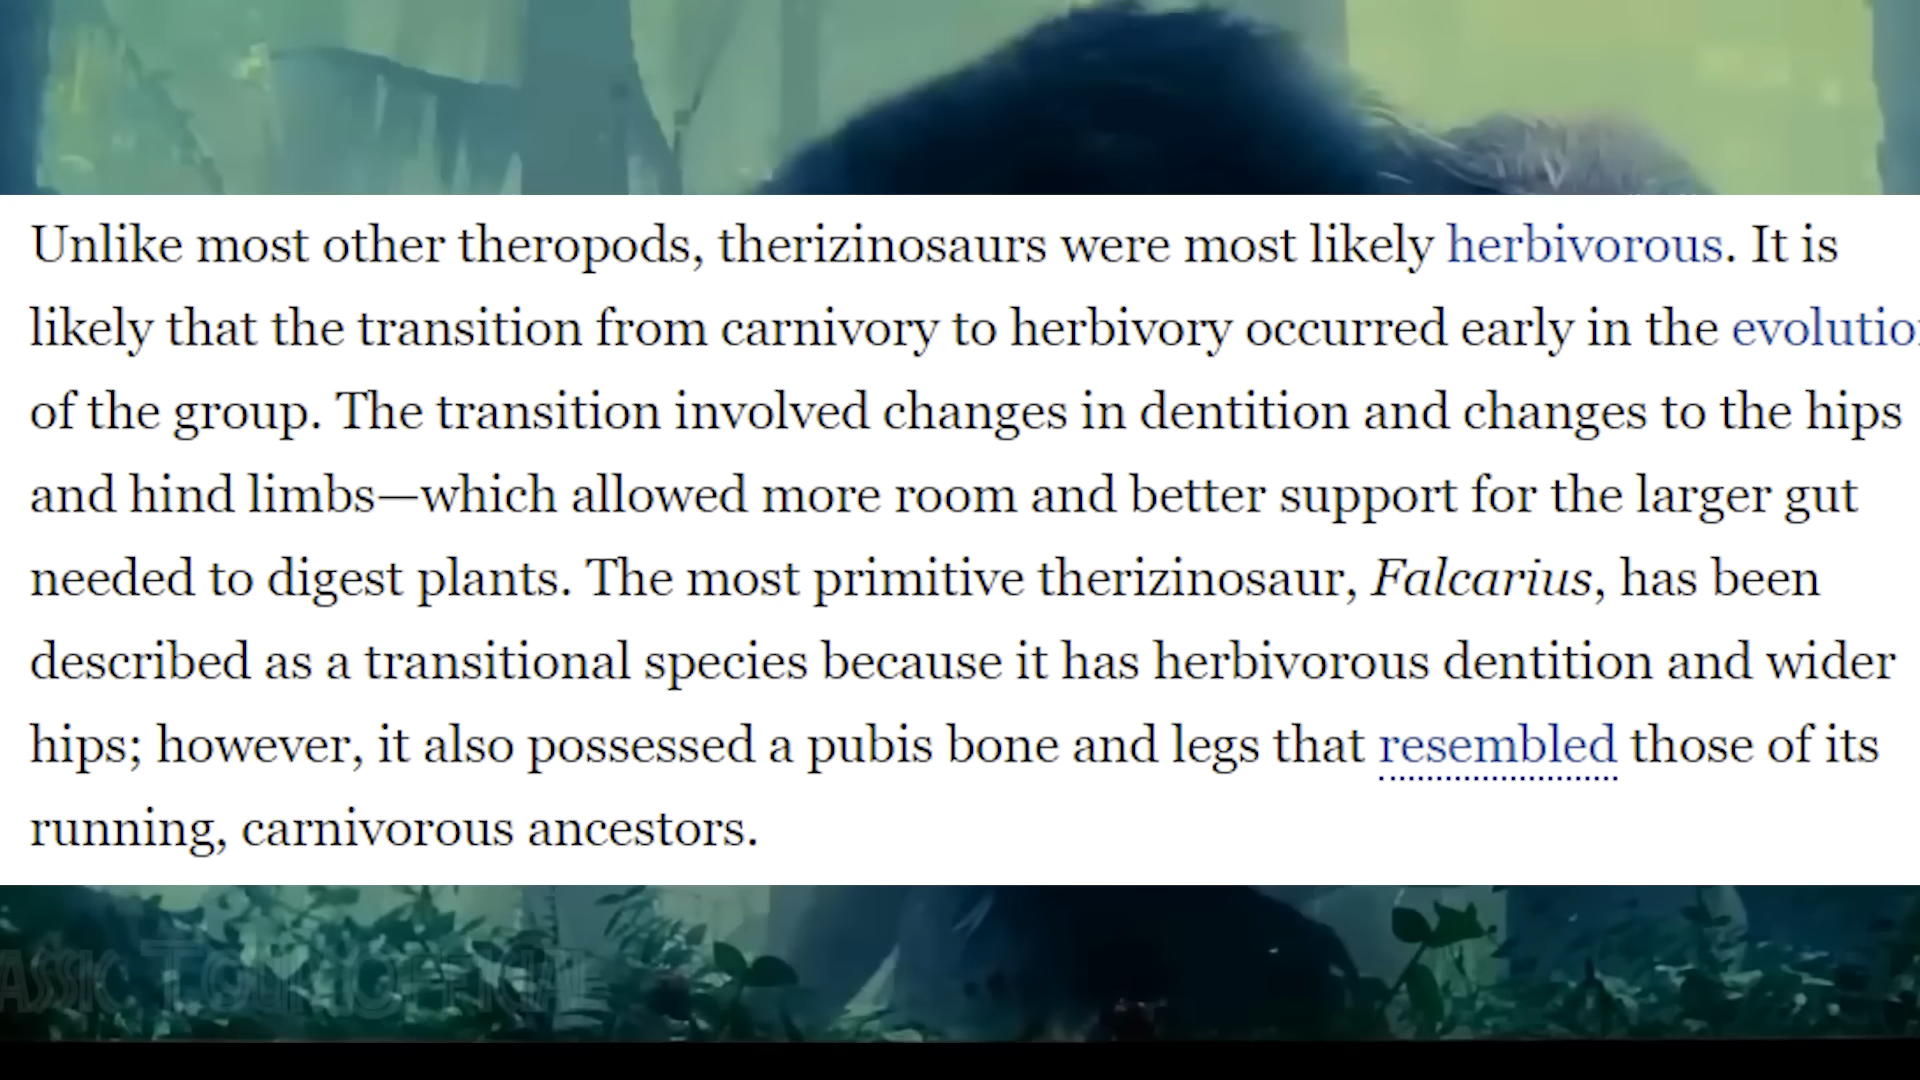 Unlike most other theropods, therizinosaurs were most likely herbivorous. It is
likely that the transition from carnivory to herbivory occurred early in the evolutio
of the group. The transition involved changes in dentition and changes to the hips
and hind limbs—which allowed more room and better support for the larger gut
needed to digest plants. The most primitive therizinosaur, Falcarius, has been
described as a transitional species because it has herbivorous dentition and wider
hips; however, it also possessed a pubis bone and legs that resembled those of its
running, carnivorous ancestors.